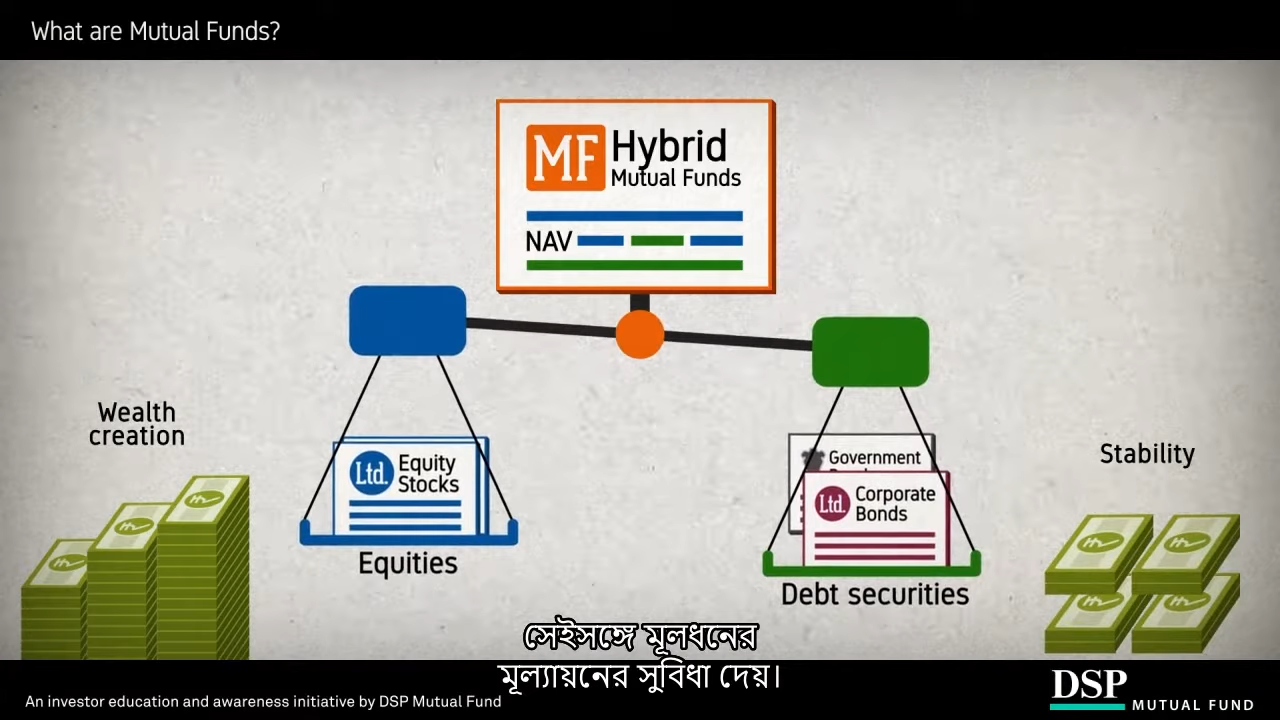 What are Mutual Funds?
MF Hybrid
Mutual Funds
NAV
Wealth
creation
Ltd. Equity
Stocks
Equities
Government
Ltd. Corporate
Bonds
Debt securities
Stability
সেইসঙ্গে মূলধনের
মূল্যায়নের সুবিধা দেয়।
An investor education and awareness initiative by DSP Mutual Fund
DSP
MUTUAL FUND